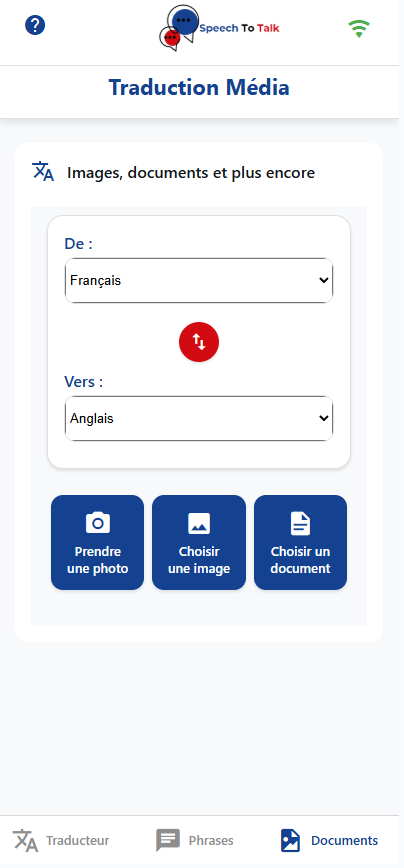 Speech To Talk
Traduction Média
Images, documents et plus encore
De :
Français
Vers :
Anglais
Prendre
une photo
Choisir
une image
Choisir un
document
Traducteur
Phrases
Documents